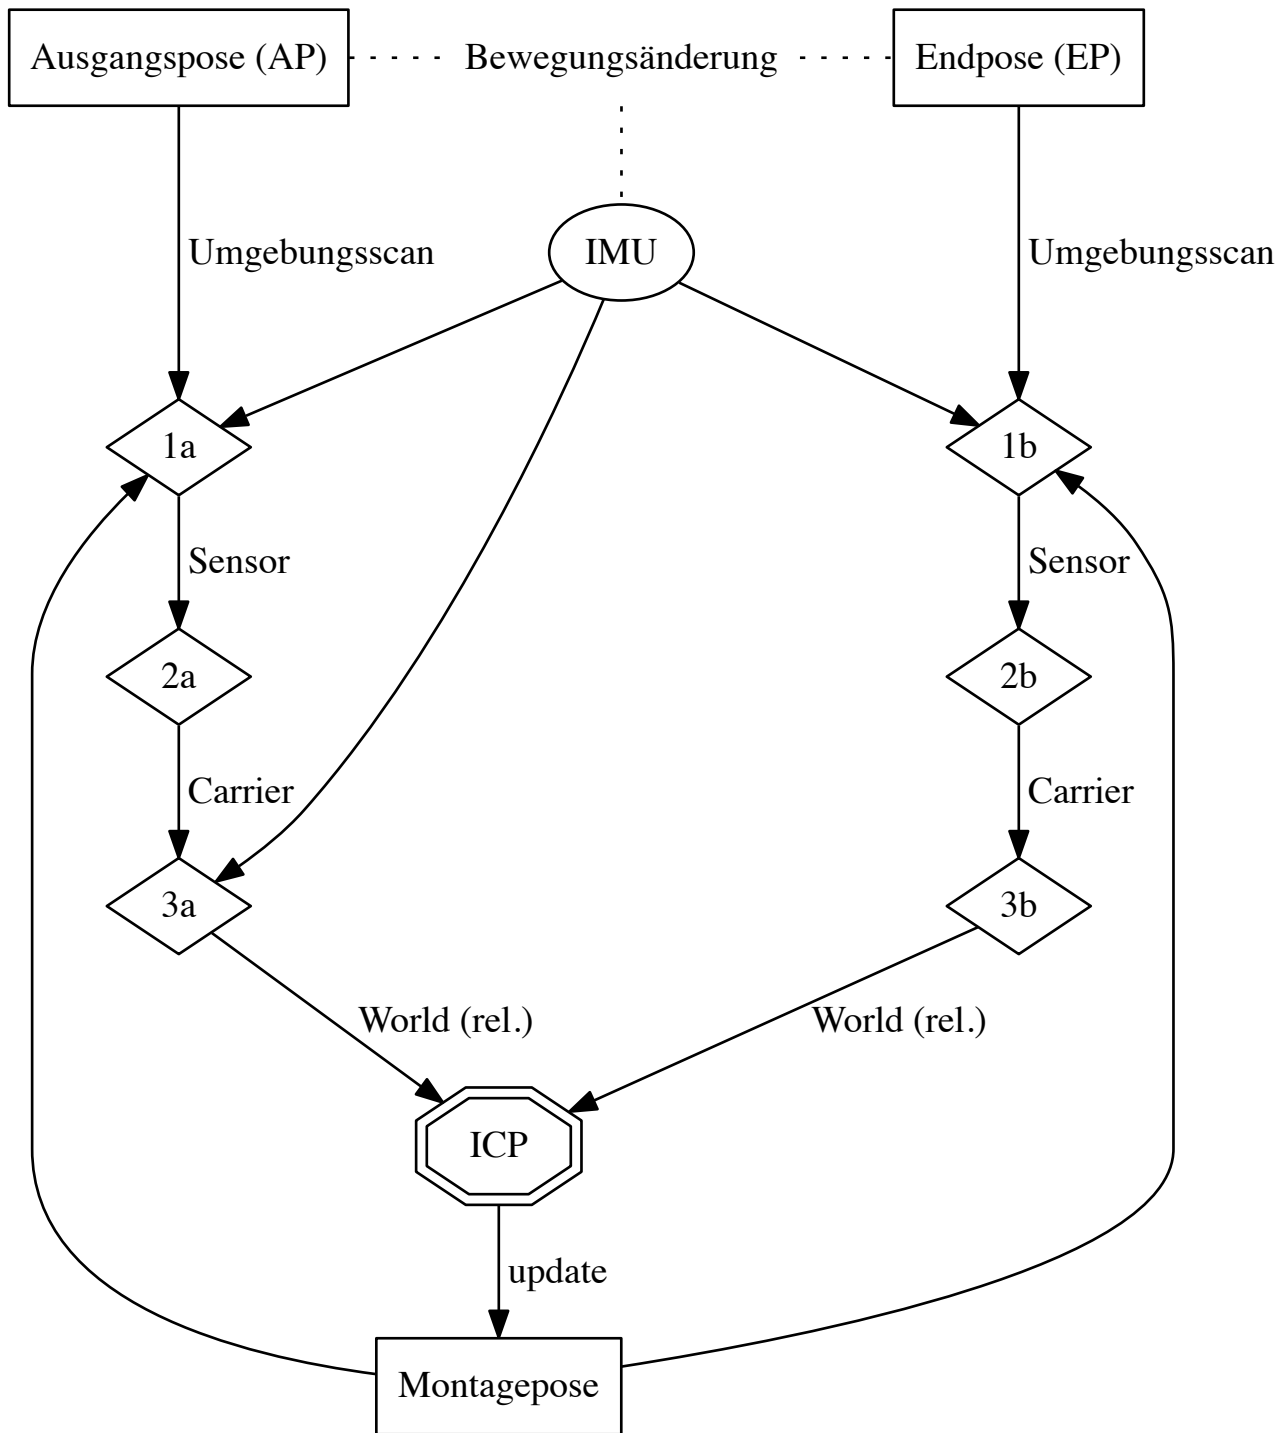 Ausgangspose (AP)
Bewegungsänderung
Endpose (EP)
Umgebungsscan
IMU
Umgebungsscan
1a
1b
Sensor
Sensor
2a
2b
Carrier
Carrier
3a
3b
World (rel.)
World (rel.)
ICP
update
Montagepose